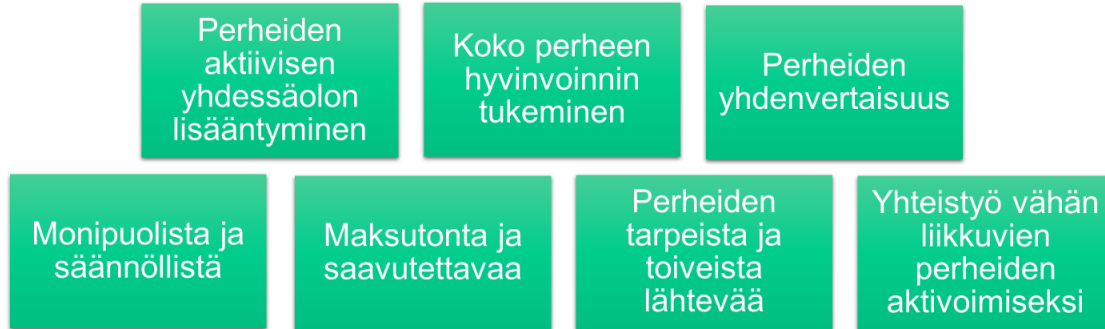 Perheiden
aktiivisen
yhdessäolon
lisääntyminen
Koko perheen
hyvinvoinnin
tukeminen
Perheiden
yhdenvertaisuus
Monipuolista ja
säännöllistä
Maksutonta ja
saavutettavaa
Perheiden
tarpeista ja
toiveista
lähtevää
Yhteistyö vähän
liikkuvien
perheiden
aktivoimiseksi